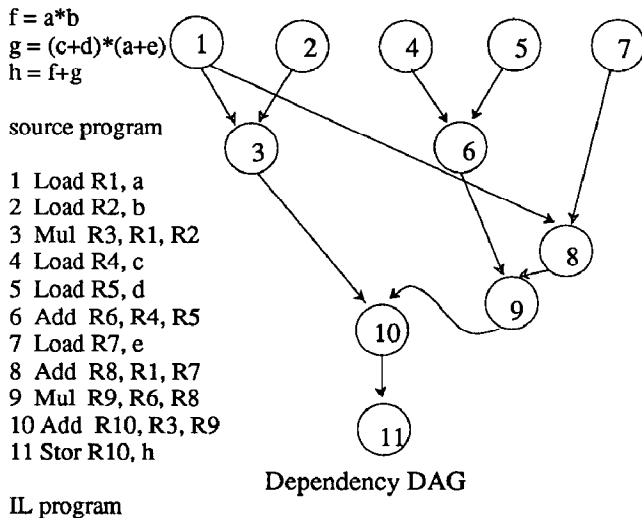 f = a*b
g = (c+d)*(a+e)
h = f+g
source program
1 Load R1, a
2 Load R2, b
3 Mul R3, R1, R2
4 Load R4, c
5 Load R5, d
6 Add R6, R4, R5
7 Load R7, e
8 Add R8, R1, R7
9 Mul R9, R6, R8
10 Add R10, R3, R9
11 Stor R10, h
IL program
1 2 4 5 7
3 6
8
9
10
11
Dependency DAG